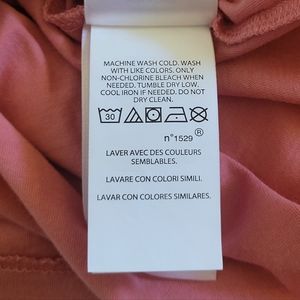 MACHINE WASH COLD. WASH
WITH LIKE COLORS. ONLY
NON-CHLORINE BLEACH WHEN
NEEDED. TUMBLE DRY LOW.
COOL IRON IF NEEDED. DO NOT
DRY CLEAN.
30
n°1529®
LAVER AVEC DES COULEURS
SEMBLABLES.
LAVARE CON COLORI SIMILI.
LAVAR CON COLORES SIMILARES.